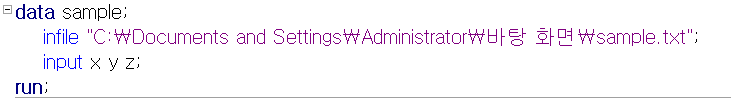 data sample;
infile "C:₩Documents and Settings₩Administrator₩바탕 화면₩sample.txt";
input x y z;
run;